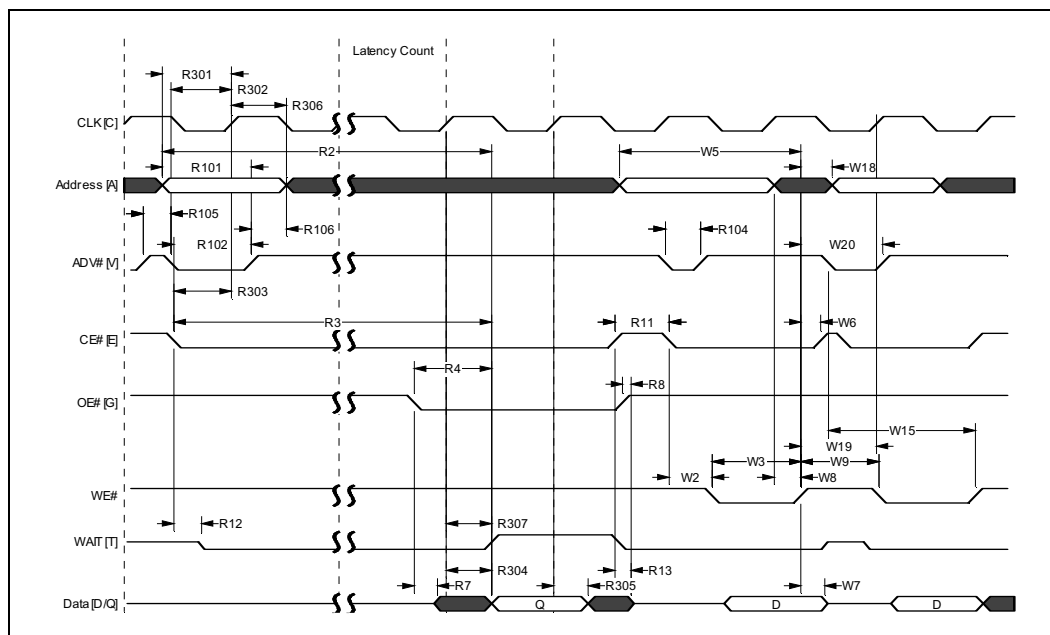 Latency Count
R301
R302
R306
CLK [C]
R2
W5
R101
W18
Address [A]
R105
R106
R104
R102
W20
ADV# [V]
R303
R3
R11
W6
CE# [E]
R4
R8
OE# [G]
W15
W19
W3
W9
W2
W8
WE#
R12
R307
WAIT [T]
R304
R13
R7
R305
W7
Data [D/Q]
Q
D
D